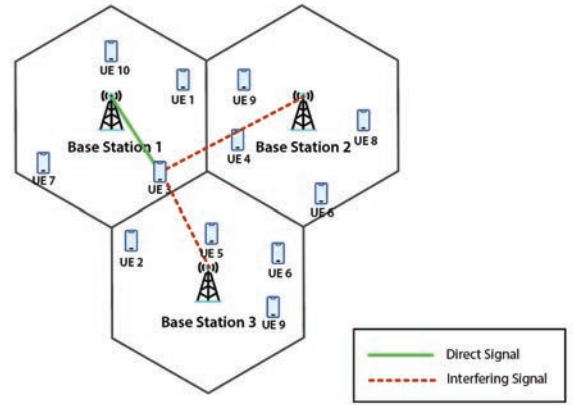 UE 10
UE 1
UE 9
Base Station 1
UE 4
Base Station 2
UE 8
UE 7
UE 3
UE 6
UE 2
UE 5
UE 6
Base Station 3
UE 9
Direct Signal
Interfering Signal